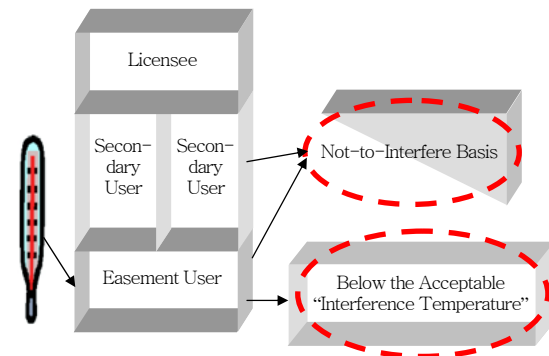 Licensee
Secon-
dary
User
Secon-
dary
User
Easement User
Not-to-Interfere Basis
Below the Acceptable
“Interference Temperature”